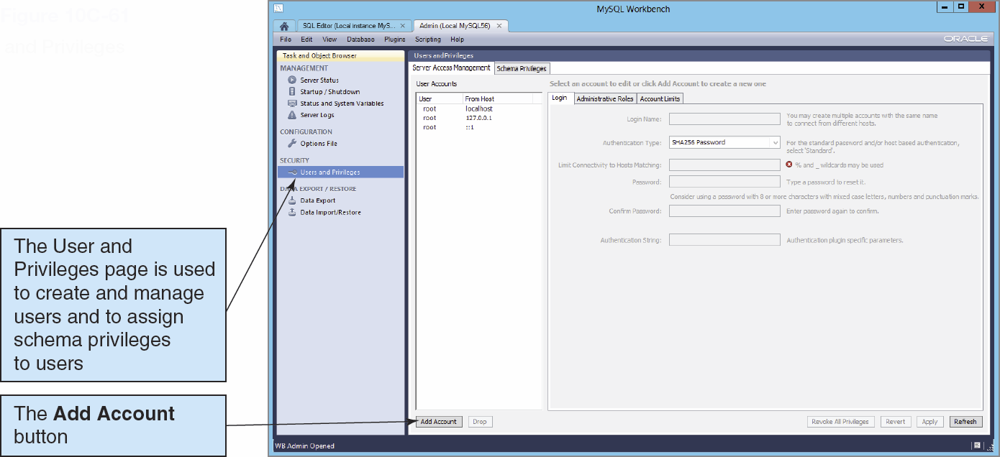 Figure 10C-61
and Privileges
MySQL Workbench
SQL Editor (Local instance MyS...
Admin (Local MySQL56)
File Edit View Database Plugins Scripting Help
ORACLE
Task and Object Browser
MANAGEMENT
Server Status
Startup / Shutdown
Status and System Variables
Server Logs
CONFIGURATION
Options File
SECURITY
Users and Privileges
DATA EXPORT / RESTORE
Data Export
Data Import/Restore
Users and Privileges
Server Access Management Schema Privileges
User Accounts
User From Host
root localhost
root 127.0.0.1
root ::1
Select an account to edit or click Add Account to create a new one
Login Administrative Roles Account Limits
Login Name:
You may create multiple accounts with the same name
to connect from different hosts.
Authentication Type: SHA256 Password
For the standard password and/or host based authentication,
select 'Standard'.
Limit Connectivity to Hosts Matching: % and _ wildcards may be used
Password: Type a password to reset it.
Consider using a password with 8 or more characters with mixed case letters, numbers and punctuation marks.
Confirm Password: Enter password again to confirm.
Authentication String: Authentication plugin specific parameters.
Add Account Drop Revoke All Privileges Revert Apply Refresh
WB Admin Opened
The User and
Privileges page is used
to create and manage
users and to assign
schema privileges
to users
The Add Account
button